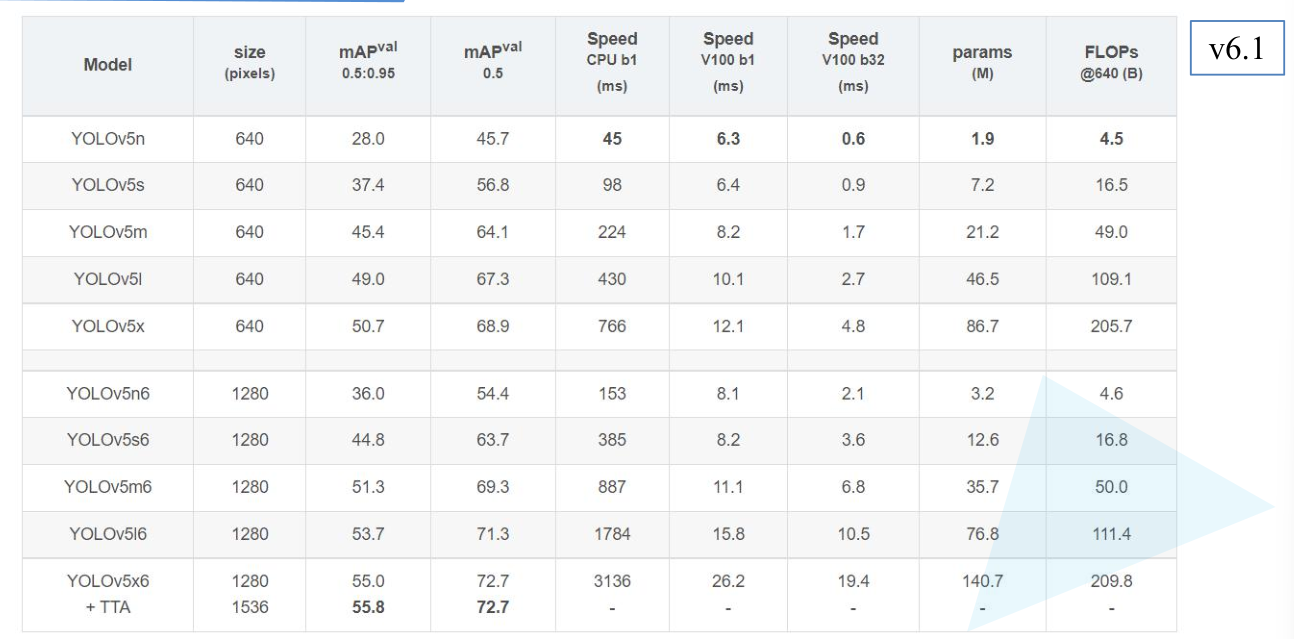 v6.1
Model size (pixels) mAPval 0.5:0.95 mAPval 0.5 Speed CPU b1 (ms) Speed V100 b1 (ms) Speed V100 b32 (ms) params (M) FLOPs @640 (B)
YOLOv5n 640 28.0 45.7 45 6.3 0.6 1.9 4.5
YOLOv5s 640 37.4 56.8 98 6.4 0.9 7.2 16.5
YOLOv5m 640 45.4 64.1 224 8.2 1.7 21.2 49.0
YOLOv5l 640 49.0 67.3 430 10.1 2.7 46.5 109.1
YOLOv5x 640 50.7 68.9 766 12.1 4.8 86.7 205.7
YOLOv5n6 1280 36.0 54.4 153 8.1 2.1 3.2 4.6
YOLOv5s6 1280 44.8 63.7 385 8.2 3.6 12.6 16.8
YOLOv5m6 1280 51.3 69.3 887 11.1 6.8 35.7 50.0
YOLOv5l6 1280 53.7 71.3 1784 15.8 10.5 76.8 111.4
YOLOv5x6 1280 55.0 72.7 3136 26.2 19.4 140.7 209.8
+ TTA 1536 55.8 72.7 - - - - -